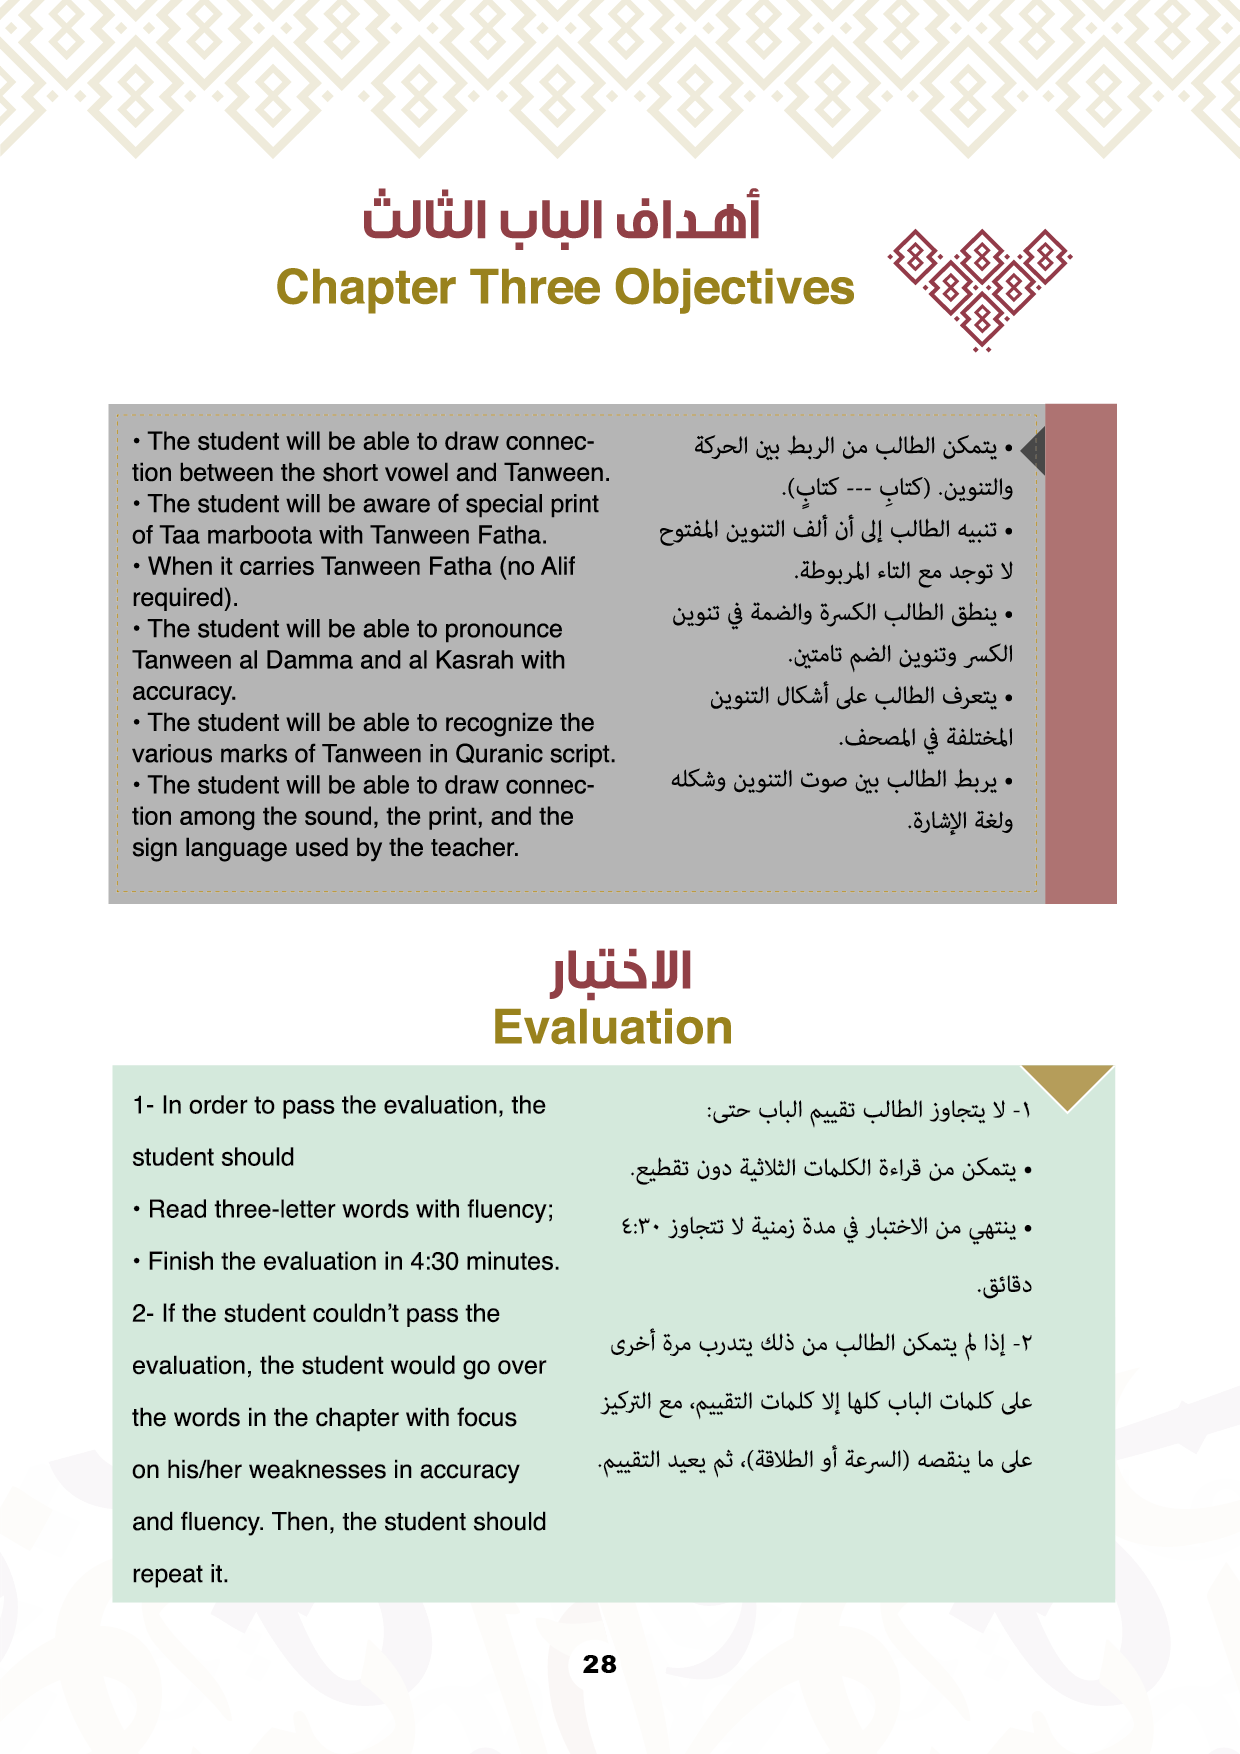 أهداف الباب الثالث
Chapter Three Objectives
• The student will be able to draw connec-
tion between the short vowel and Tanween.
• The student will be aware of special print
of Taa marboota with Tanween Fatha.
• When it carries Tanween Fatha (no Alif
required).
• The student will be able to pronounce
Tanween al Damma and al Kasrah with
accuracy.
• The student will be able to recognize the
various marks of Tanween in Quranic script.
• The student will be able to draw connec-
tion among the sound, the print, and the
sign language used by the teacher.
• يتمكن الطالب من الربط بين الحركة
والتنوين. (كتابِ --- كتابٍ).
• تنبيه الطالب إلى أن ألف التنوين المفتوح
لا توجد مع التاء المربوطة.
• ينطق الطالب الكسرة والضمة في تنوين
الكسر وتنوين الضم تامتين.
• يتعرف الطالب على أشكال التنوين
المختلفة في المصحف.
• يربط الطالب بين صوت التنوين وشكله
ولغة الإشارة.
الاختبار
Evaluation
1- In order to pass the evaluation, the
student should
• Read three-letter words with fluency;
• Finish the evaluation in 4:30 minutes.
2- If the student couldn’t pass the
evaluation, the student would go over
the words in the chapter with focus
on his/her weaknesses in accuracy
and fluency. Then, the student should
repeat it.
١- لا يتجاوز الطالب تقييم الباب حتى:
• يتمكن من قراءة الكلمات الثلاثية دون تقطيع.
• ينتهي من الاختبار في مدة زمنية لا تتجاوز ٤:٣٠
دقائق.
٢- إذا لم يتمكن الطالب من ذلك يتدرب مرة أخرى
على كلمات الباب كلها إلا كلمات التقييم، مع التركيز
على ما ينقصه (السرعة أو الطلاقة)، ثم يعيد التقييم.
28